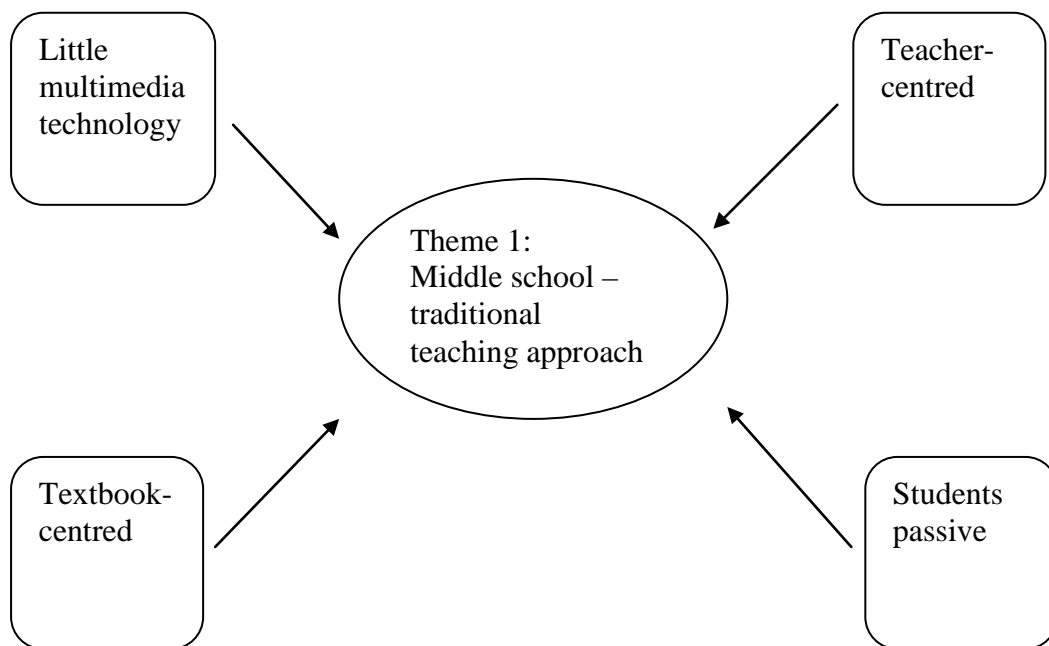 Little
multimedia
technology
Teacher-
centred
Theme 1:
Middle school –
traditional
teaching approach
Textbook-
centred
Students
passive